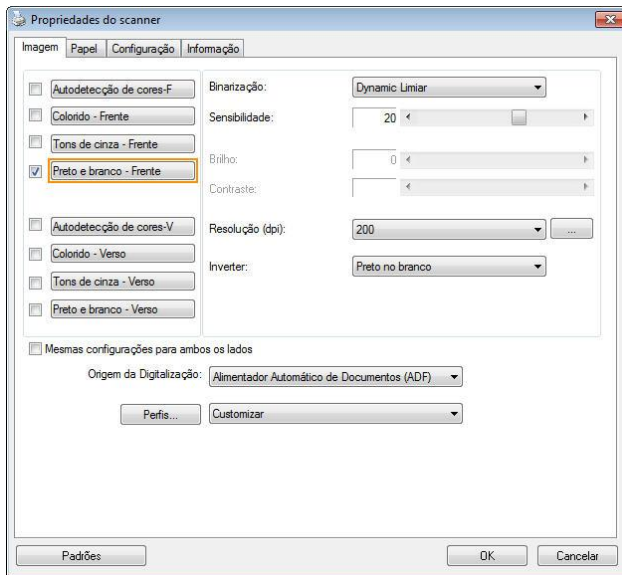 Propriedades do scanner
Imagem Papel Configuração Informação
Autodetecção de cores-F
Colorido - Frente
Tons de cinza - Frente
Preto e branco - Frente
Autodetecção de cores-V
Colorido - Verso
Tons de cinza - Verso
Preto e branco - Verso
Binarização: Dynamic Limiar
Sensibilidade: 20
Brilho: 0
Contraste:
Resolução (dpi): 200 ...
Inverter: Preto no branco
Mesmas configurações para ambos os lados
Origem da Digitalização: Alimentador Automático de Documentos (ADF)
Perfis... Customizar
Padrões OK Cancelar